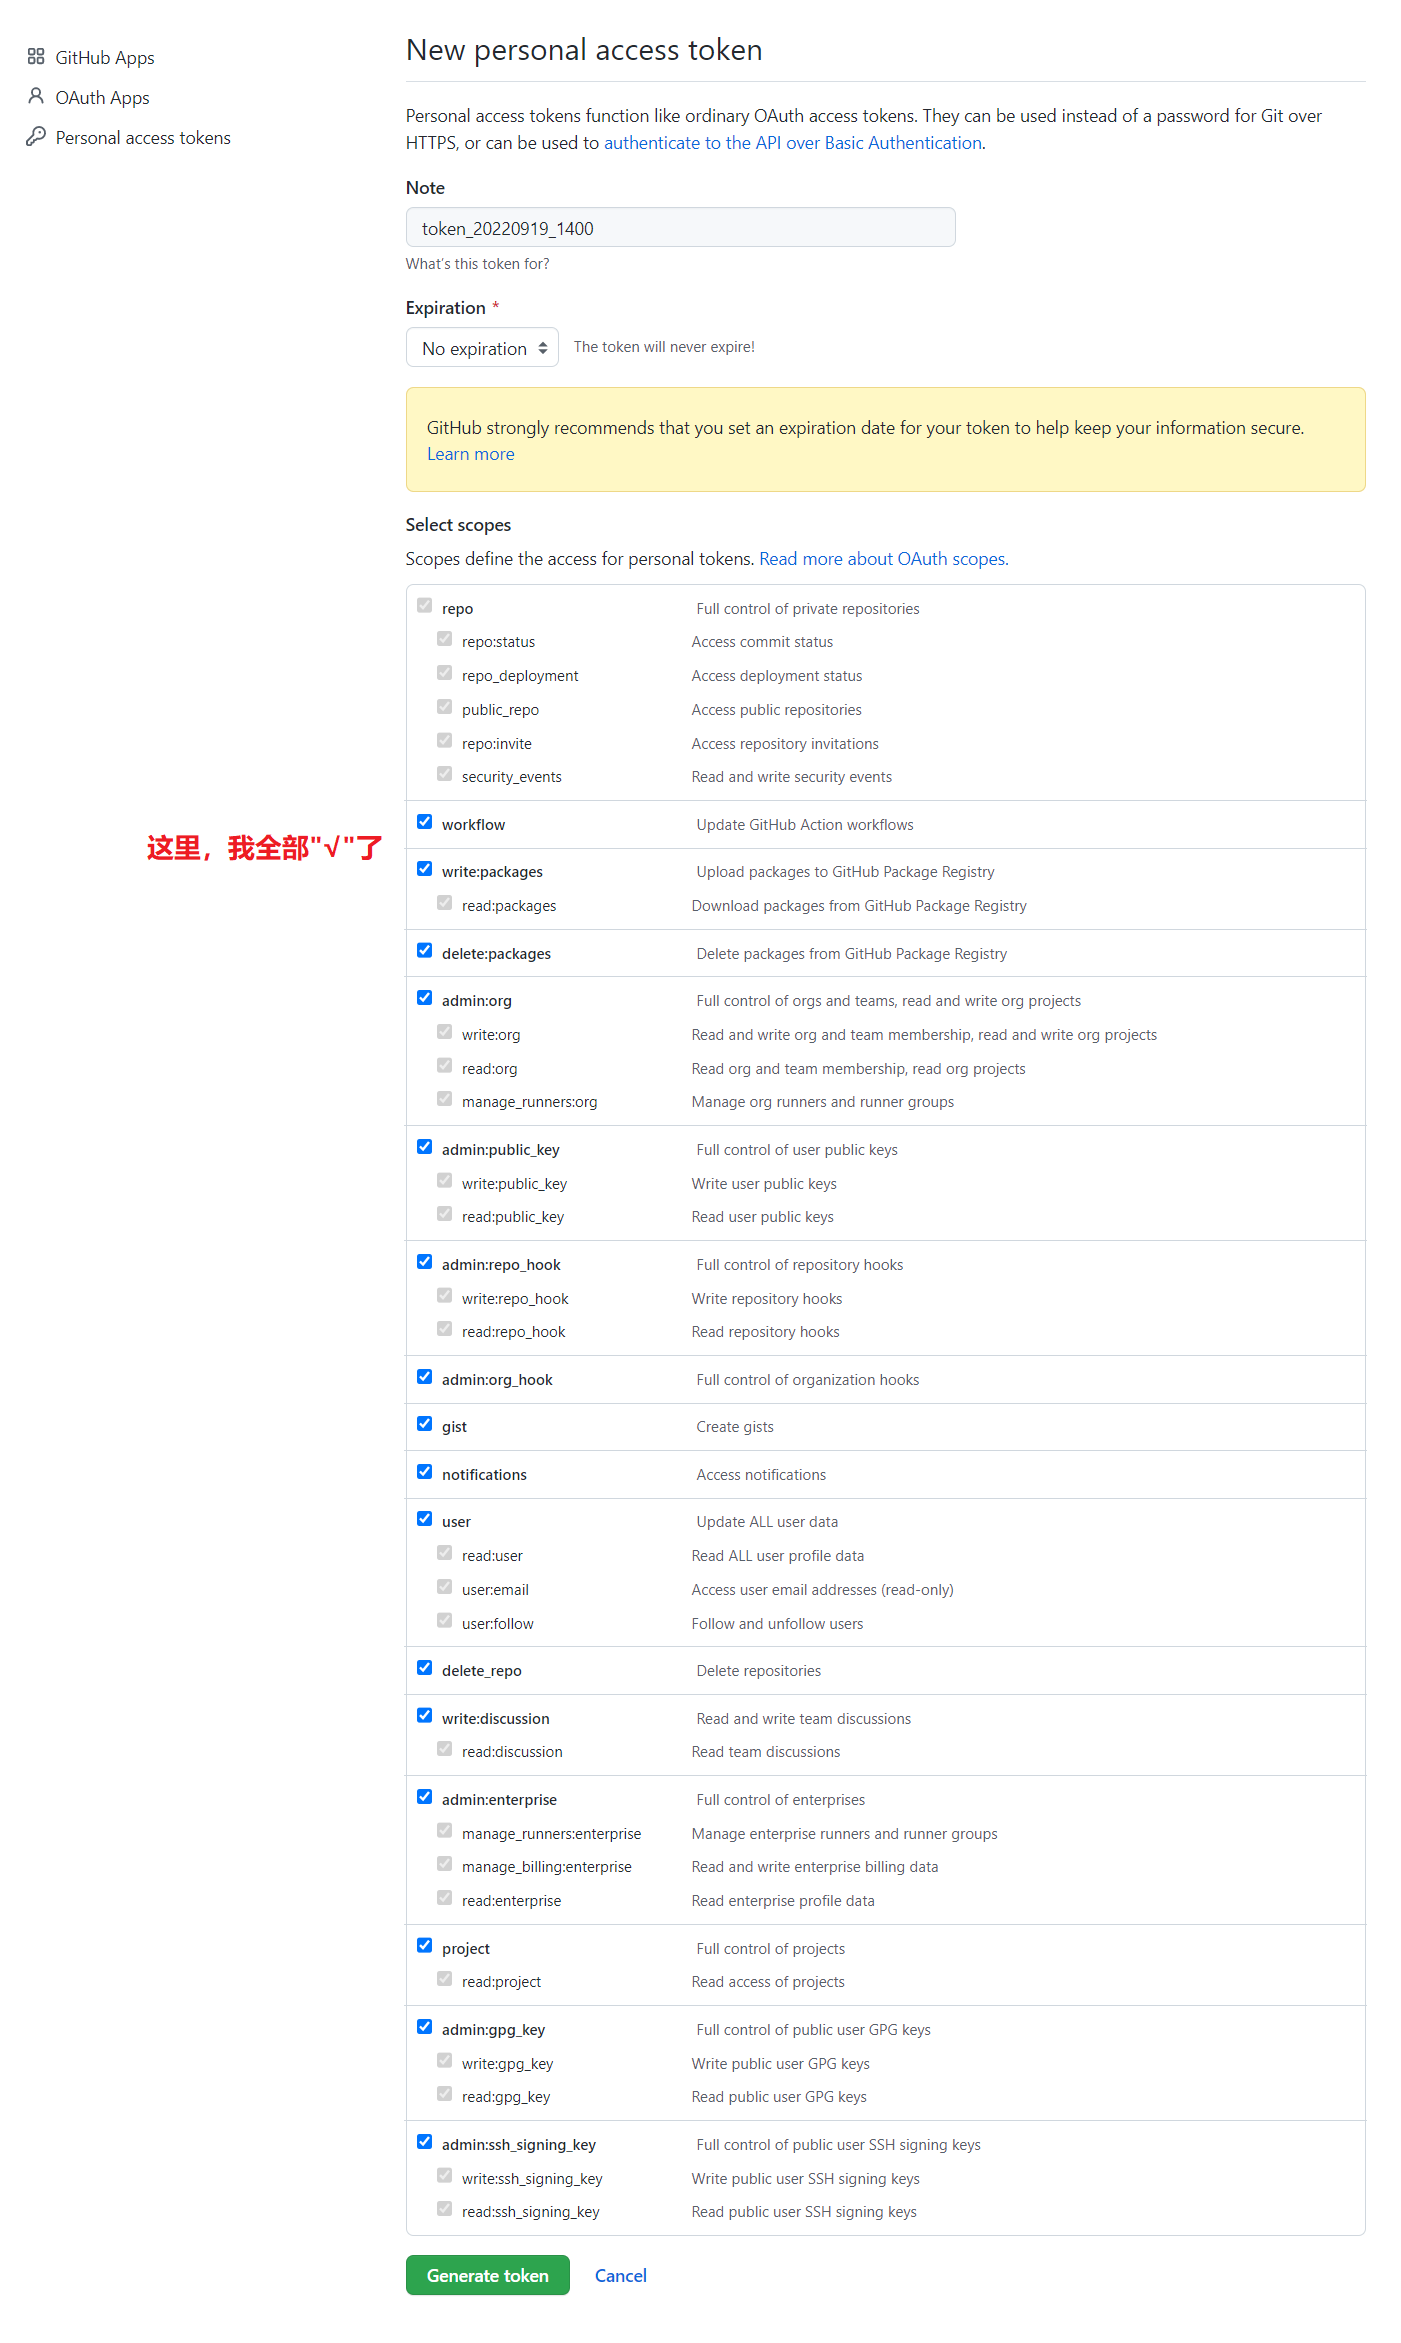 GitHub Apps
OAuth Apps
Personal access tokens
New personal access token
Personal access tokens function like ordinary OAuth access tokens. They can be used instead of a password for Git over
HTTPS, or can be used to authenticate to the API over Basic Authentication.
Note
token_20220919_1400
What's this token for?
Expiration *
No expiration The token will never expire!
GitHub strongly recommends that you set an expiration date for your token to help keep your information secure.
Learn more
Select scopes
Scopes define the access for personal tokens. Read more about OAuth scopes.
repo Full control of private repositories
repo:status Access commit status
repo_deployment Access deployment status
public_repo Access public repositories
repo:invite Access repository invitations
security_events Read and write security events
workflow Update GitHub Action workflows
这里，我全部"√"了
write:packages Upload packages to GitHub Package Registry
read:packages Download packages from GitHub Package Registry
delete:packages Delete packages from GitHub Package Registry
admin:org Full control of orgs and teams, read and write org projects
write:org Read and write org and team membership, read and write org projects
read:org Read org and team membership, read org projects
manage_runners:org Manage org runners and runner groups
admin:public_key Full control of user public keys
write:public_key Write user public keys
read:public_key Read user public keys
admin:repo_hook Full control of repository hooks
write:repo_hook Write repository hooks
read:repo_hook Read repository hooks
admin:org_hook Full control of organization hooks
gist Create gists
notifications Access notifications
user Update ALL user data
read:user Read ALL user profile data
user:email Access user email addresses (read-only)
user:follow Follow and unfollow users
delete_repo Delete repositories
write:discussion Read and write team discussions
read:discussion Read team discussions
admin:enterprise Full control of enterprises
manage_runners:enterprise Manage enterprise runners and runner groups
manage_billing:enterprise Read and write enterprise billing data
read:enterprise Read enterprise profile data
project Full control of projects
read:project Read access of projects
admin:gpg_key Full control of public user GPG keys
write:gpg_key Write public user GPG keys
read:gpg_key Read public user GPG keys
admin:ssh_signing_key Full control of public user SSH signing keys
write:ssh_signing_key Write public user SSH signing keys
read:ssh_signing_key Read public user SSH signing keys
Generate token Cancel